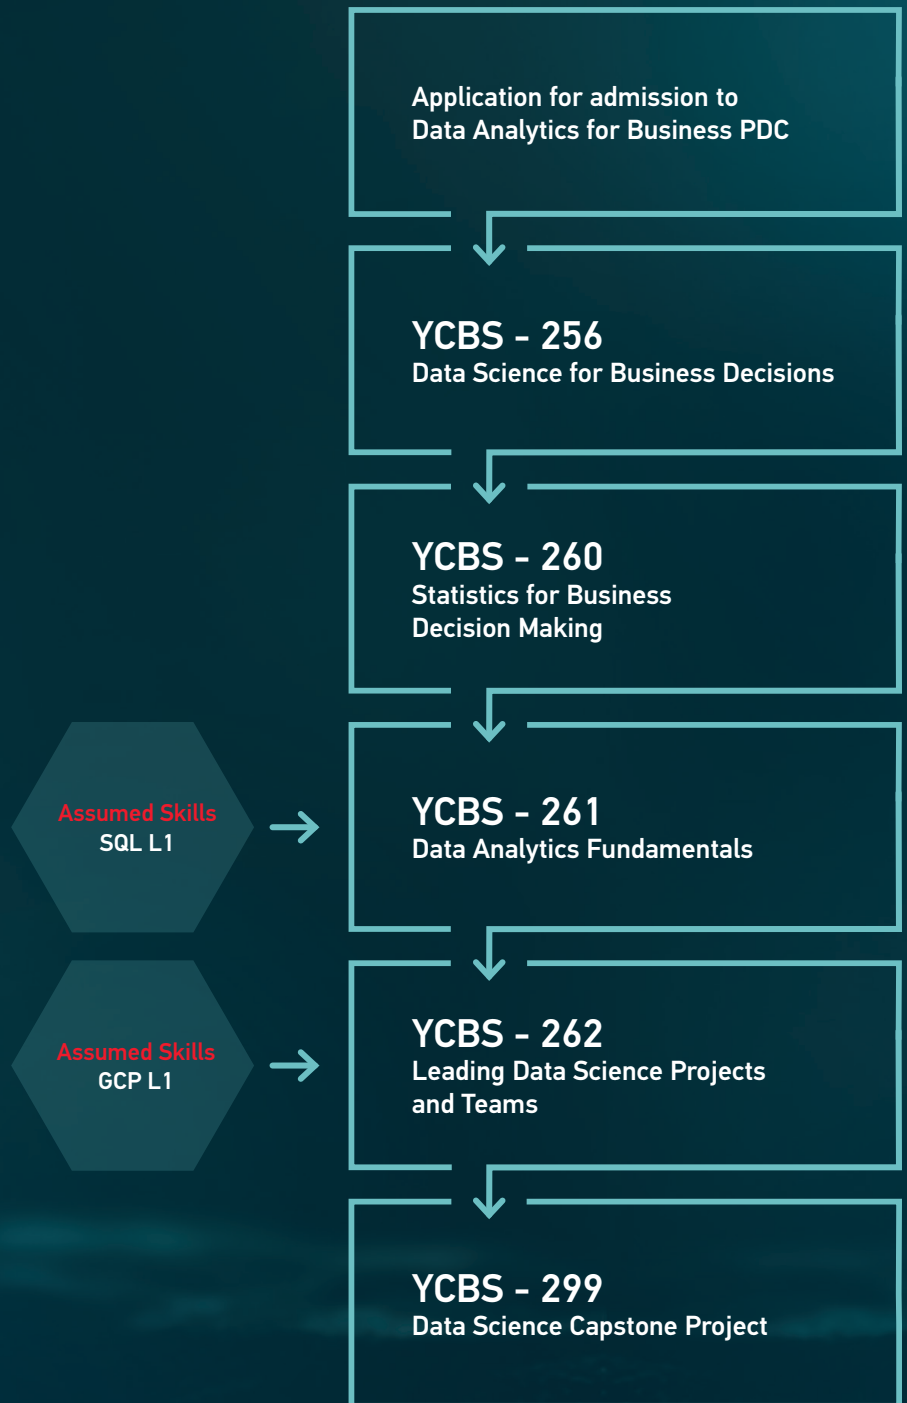 Application for admission to
Data Analytics for Business PDC
YCBS - 256
Data Science for Business Decisions
YCBS - 260
Statistics for Business
Decision Making
Assumed Skills
SQL L1
YCBS - 261
Data Analytics Fundamentals
Assumed Skills
GCP L1
YCBS - 262
Leading Data Science Projects
and Teams
YCBS - 299
Data Science Capstone Project